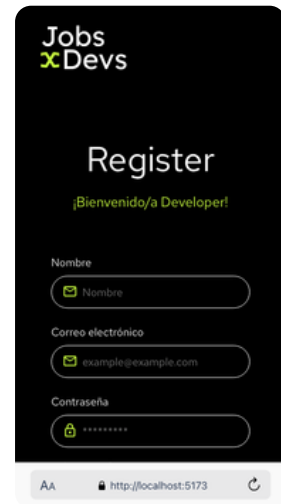 Jobs
xDevs
Register
¡Bienvenido/a Developer!
Nombre
Nombre
Correo electrónico
example@example.com
Contraseña
*********
AA http://localhost:5173